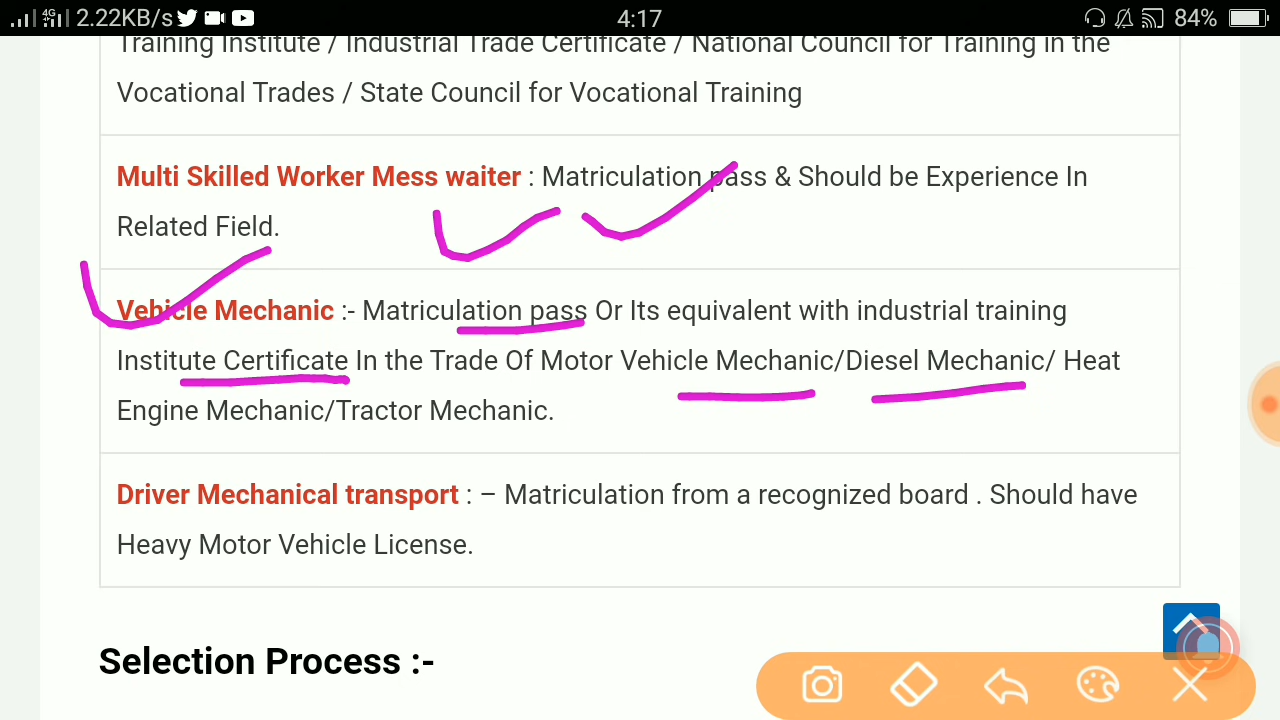 4G 2.22KB/s 4:17 84%
Training Institute / Industrial Trade Certificate / National Council for Training in the
Vocational Trades / State Council for Vocational Training
Multi Skilled Worker Mess waiter : Matriculation pass & Should be Experience In
Related Field.
Vehicle Mechanic :- Matriculation pass Or Its equivalent with industrial training
Institute Certificate In the Trade Of Motor Vehicle Mechanic/Diesel Mechanic/ Heat
Engine Mechanic/Tractor Mechanic.
Driver Mechanical transport : – Matriculation from a recognized board . Should have
Heavy Motor Vehicle License.
Selection Process :-